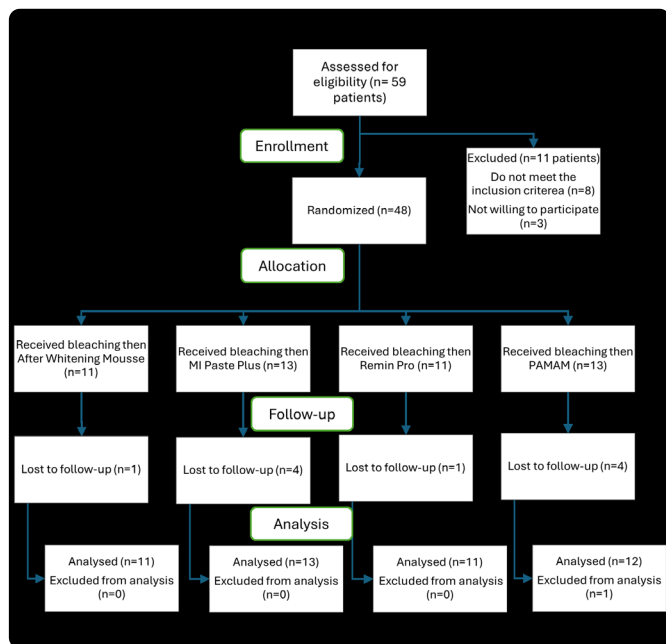 Assessed for
eligibility (n= 59
patients)
Enrollment
Excluded (n=11 patients)
Do not meet the
inclusion criterea (n=8)
Not willing to participate
(n=3)
Randomized (n=48)
Allocation
Received bleaching then
After Whitening Mousse
(n=11)
Received bleaching then
MI Paste Plus (n=13)
Received bleaching then
Remin Pro (n=11)
Received bleaching then
PAMAM (n=13)
Follow-up
Lost to follow-up (n=1)
Lost to follow-up (n=4)
Lost to follow-up (n=1)
Lost to follow-up (n=4)
Analysis
Analysed (n=11)
Excluded from analysis
(n=0)
Analysed (n=13)
Excluded from analysis
(n=0)
Analysed (n=11)
Excluded from analysis
(n=0)
Analysed (n=12)
Excluded from analysis
(n=1)